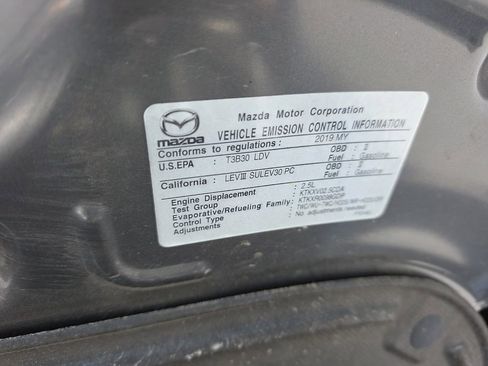 mazda
Mazda Motor Corporation
VEHICLE EMISSION CONTROL INFORMATION
Conforms to regulations : 2019 MY
U.S.EPA : T3B30 LDV OBD : II
Fuel : Gasoline
California : LEVIII SULEV30 PC OBD : II
Fuel : Gasoline
Engine Displacement : 2.5L
Test Group : KTKXV02.5CDA
Evaporative/Refueling Family:
Control Type
Adjustments : No adjustments needed